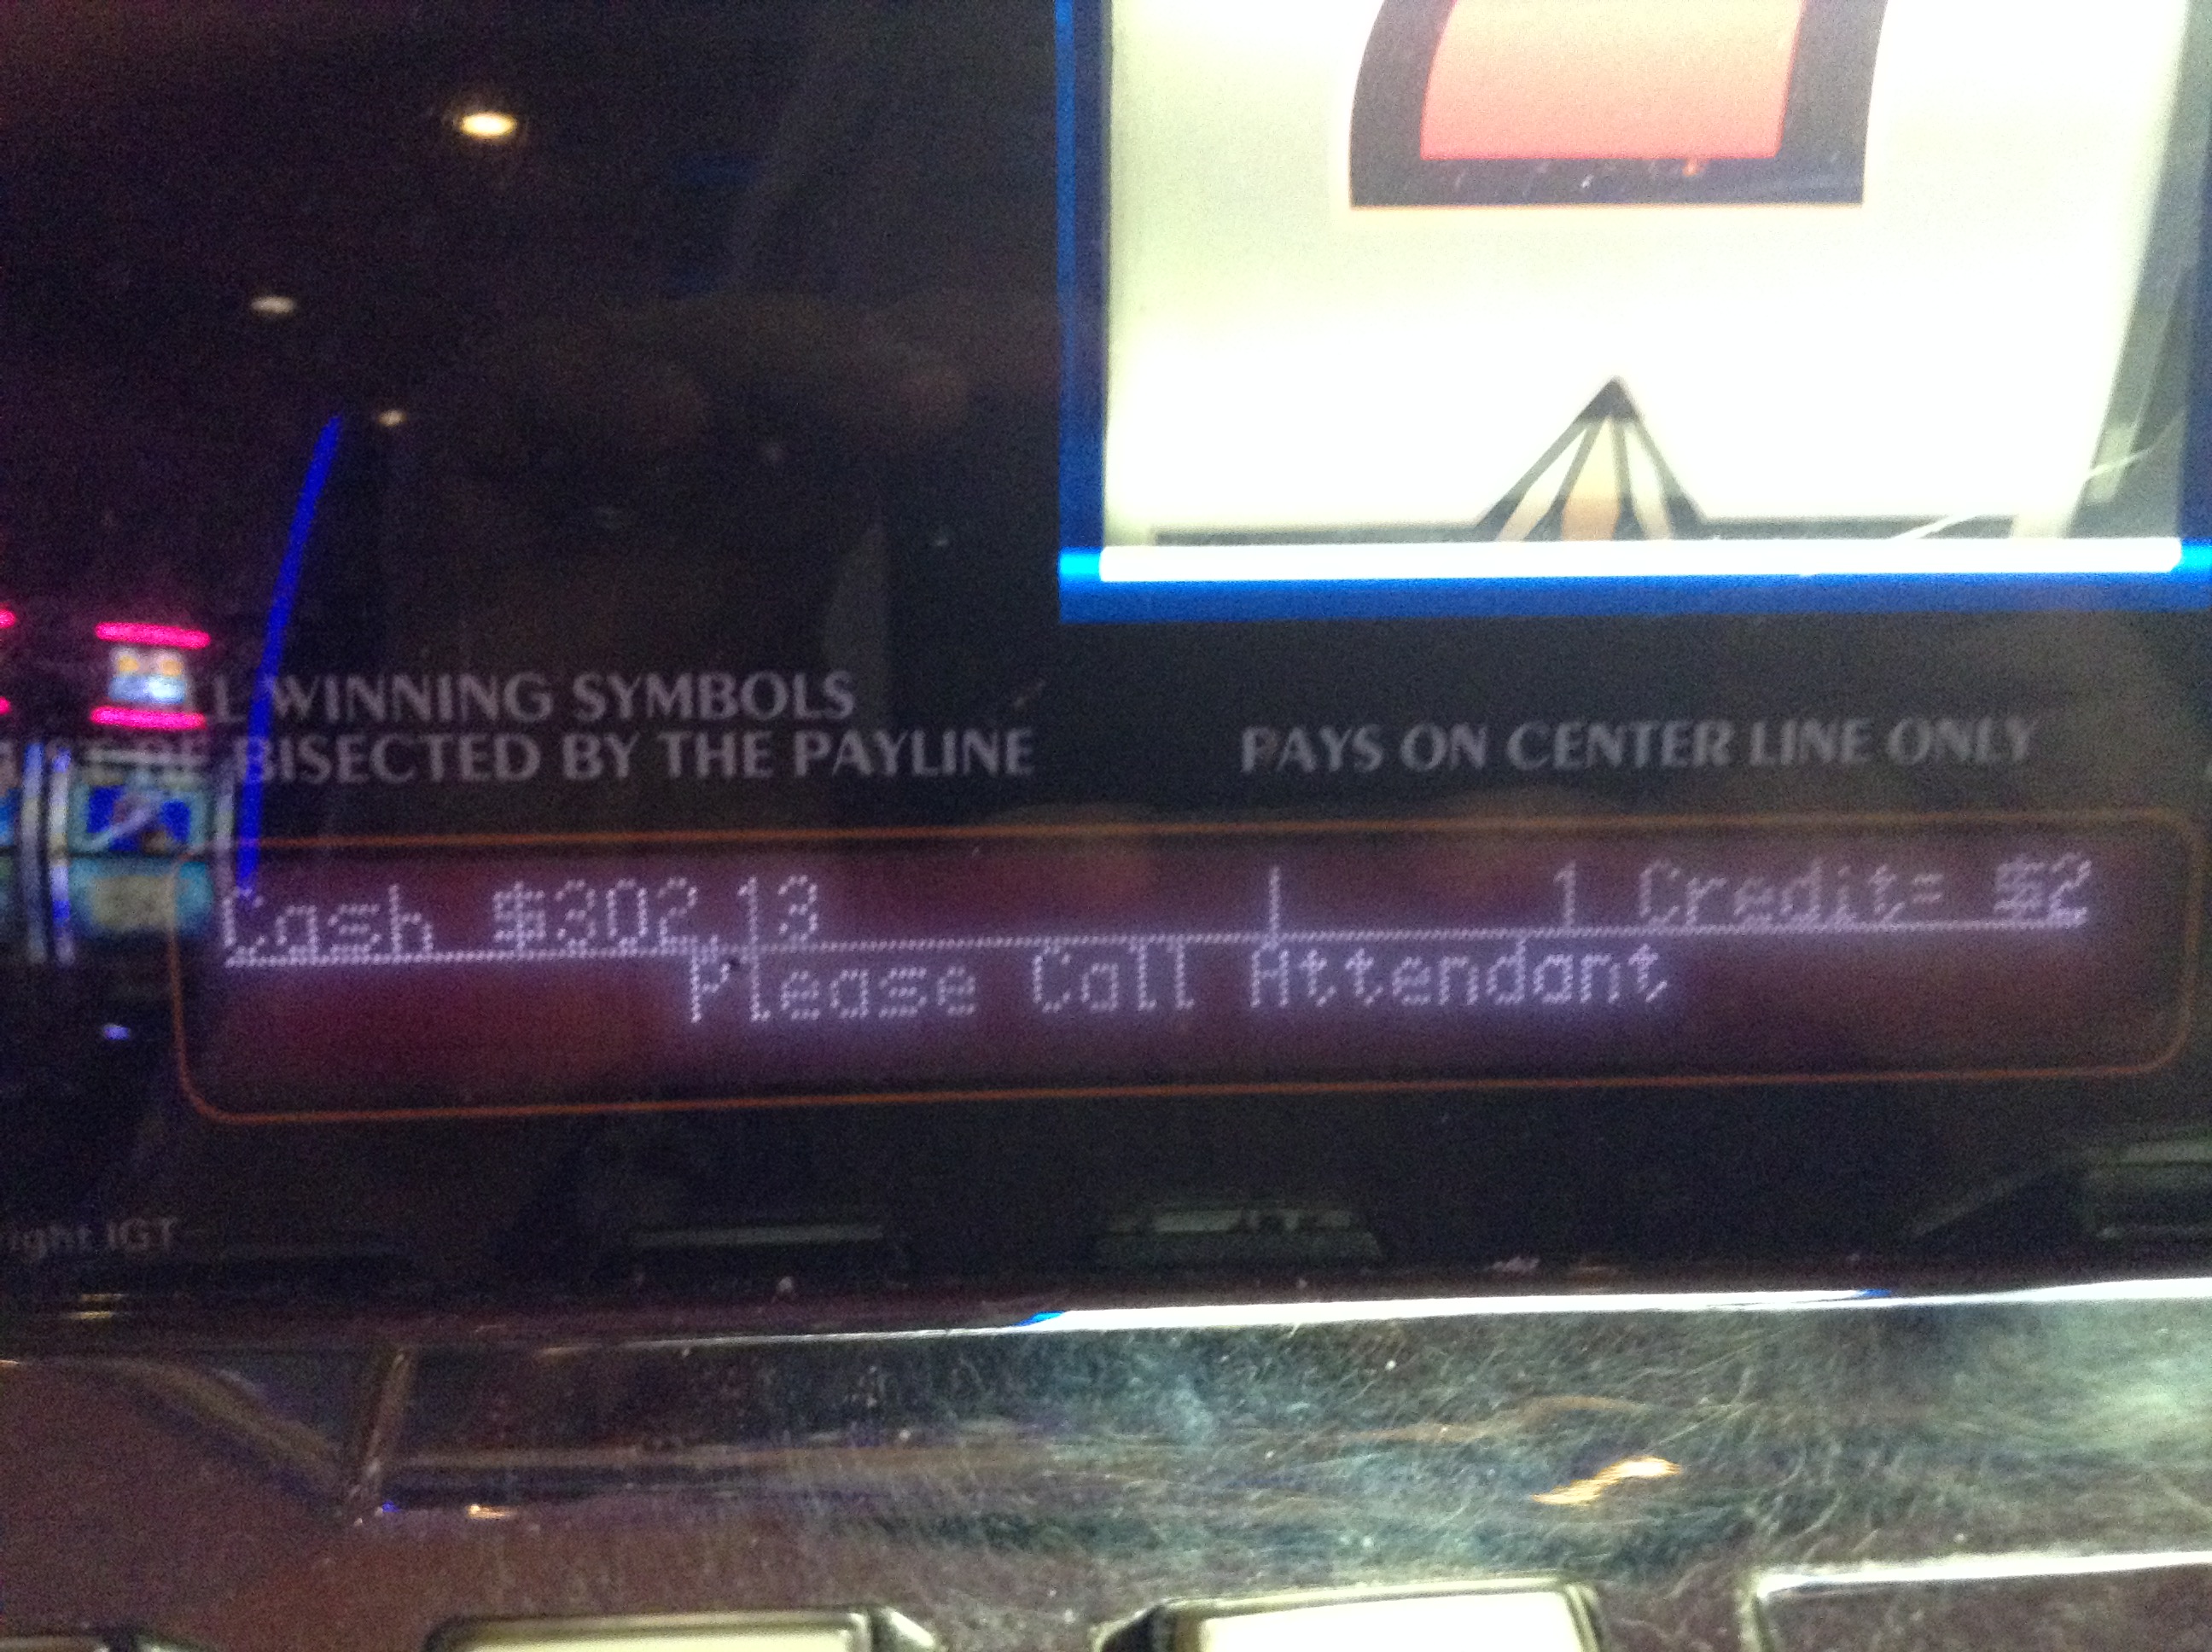 WINNING SYMBOLS
BE BISECTED BY THE PAYLINE
PAYS ON CENTER LINE ONLY
Cash $302.13 | 1 Credit= $2
Please Call Attendant
IGT